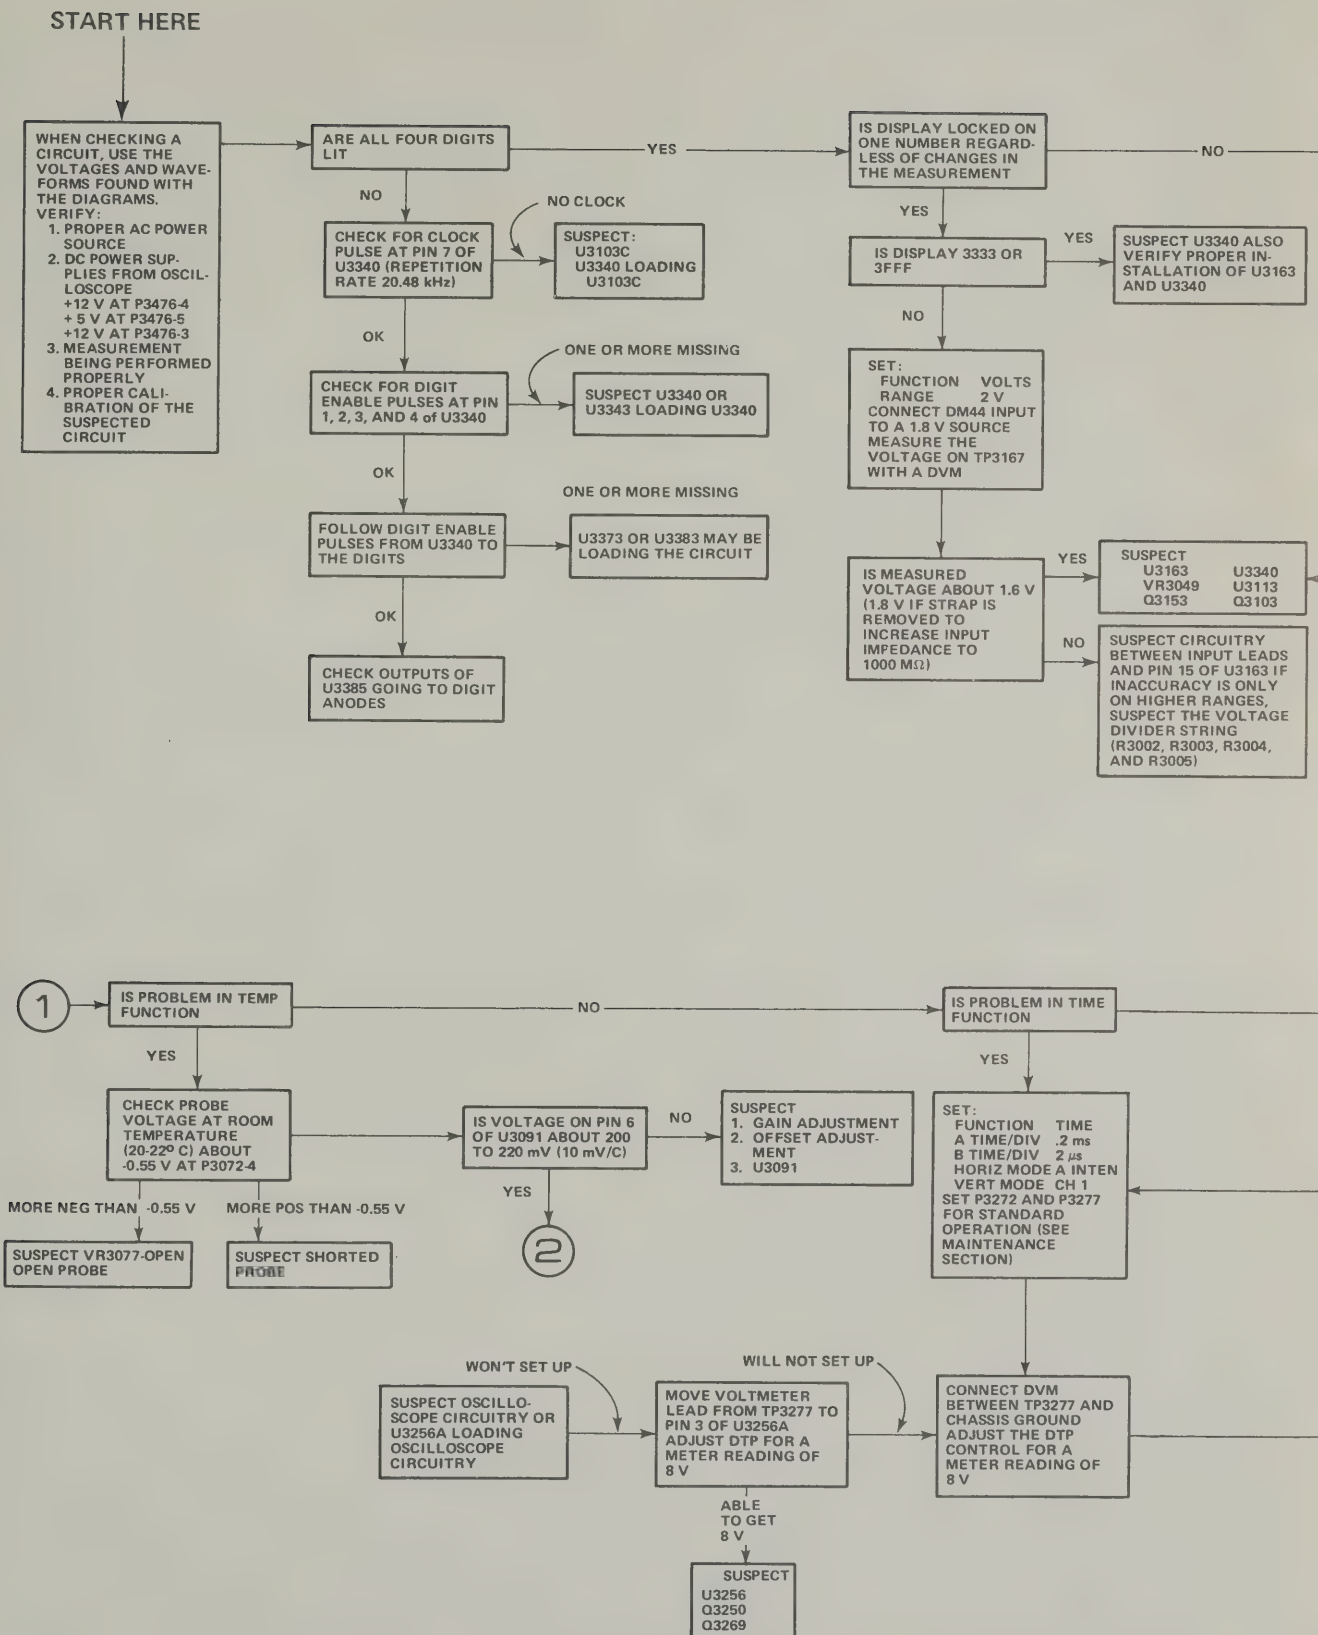 START HERE
WHEN CHECKING A
CIRCUIT, USE THE
VOLTAGES AND WAVE-
FORMS FOUND WITH
THE DIAGRAMS.
VERIFY:
1. PROPER AC POWER
SOURCE
2. DC POWER SUP-
PLIES FROM OSCIL-
LOSCOPE
+12 V AT P3476-4
+ 5 V AT P3476-5
+12 V AT P3476-3
3. MEASUREMENT
BEING PERFORMED
PROPERLY
4. PROPER CALI-
BRATION OF THE
SUSPECTED
CIRCUIT
ARE ALL FOUR DIGITS
LIT
YES
NO
CHECK FOR CLOCK
PULSE AT PIN 7 OF
U3340 (REPETITION
RATE 20.48 kHz)
NO CLOCK
SUSPECT:
U3103C
U3340 LOADING
U3103C
OK
CHECK FOR DIGIT
ENABLE PULSES AT PIN
1, 2, 3, AND 4 of U3340
ONE OR MORE MISSING
SUSPECT U3340 OR
U3343 LOADING U3340
OK
FOLLOW DIGIT ENABLE
PULSES FROM U3340 TO
THE DIGITS
ONE OR MORE MISSING
U3373 OR U3383 MAY BE
LOADING THE CIRCUIT
OK
CHECK OUTPUTS OF
U3385 GOING TO DIGIT
ANODES
IS DISPLAY LOCKED ON
ONE NUMBER REGARD-
LESS OF CHANGES IN
THE MEASUREMENT
NO
YES
IS DISPLAY 3333 OR
3FFF
YES
SUSPECT U3340 ALSO
VERIFY PROPER IN-
STALLATION OF U3163
AND U3340
NO
SET:
FUNCTION VOLTS
RANGE 2 V
CONNECT DM44 INPUT
TO A 1.8 V SOURCE
MEASURE THE
VOLTAGE ON TP3167
WITH A DVM
IS MEASURED
VOLTAGE ABOUT 1.6 V
(1.8 V IF STRAP IS
REMOVED TO
INCREASE INPUT
IMPEDANCE TO
1000 MΩ)
YES
SUSPECT
U3163 U3340
VR3049 U3113
Q3153 Q3103
NO
SUSPECT CIRCUITRY
BETWEEN INPUT LEADS
AND PIN 15 OF U3163 IF
INACCURACY IS ONLY
ON HIGHER RANGES,
SUSPECT THE VOLTAGE
DIVIDER STRING
(R3002, R3003, R3004,
AND R3005)
1
IS PROBLEM IN TEMP
FUNCTION
NO
YES
CHECK PROBE
VOLTAGE AT ROOM
TEMPERATURE
(20-22º C) ABOUT
-0.55 V AT P3072-4
MORE NEG THAN -0.55 V
MORE POS THAN -0.55 V
SUSPECT VR3077-OPEN
OPEN PROBE
SUSPECT SHORTED
PROBE
IS VOLTAGE ON PIN 6
OF U3091 ABOUT 200
TO 220 mV (10 mV/C)
NO
SUSPECT
1. GAIN ADJUSTMENT
2. OFFSET ADJUST-
MENT
3. U3091
YES
2
IS PROBLEM IN TIME
FUNCTION
YES
SET:
FUNCTION TIME
A TIME/DIV .2 ms
B TIME/DIV 2 μs
HORIZ MODE A INTEN
VERT MODE CH 1
SET P3272 AND P3277
FOR STANDARD
OPERATION (SEE
MAINTENANCE
SECTION)
WON'T SET UP
WILL NOT SET UP
SUSPECT OSCILLO-
SCOPE CIRCUITRY OR
U3256A LOADING
OSCILLOSCOPE
CIRCUITRY
MOVE VOLTMETER
LEAD FROM TP3277 TO
PIN 3 OF U3256A
ADJUST DTP FOR A
METER READING OF
8 V
CONNECT DVM
BETWEEN TP3277 AND
CHASSIS GROUND
ADJUST THE DTP
CONTROL FOR A
METER READING OF
8 V
ABLE
TO GET
8 V
SUSPECT
U3256
Q3250
Q3269